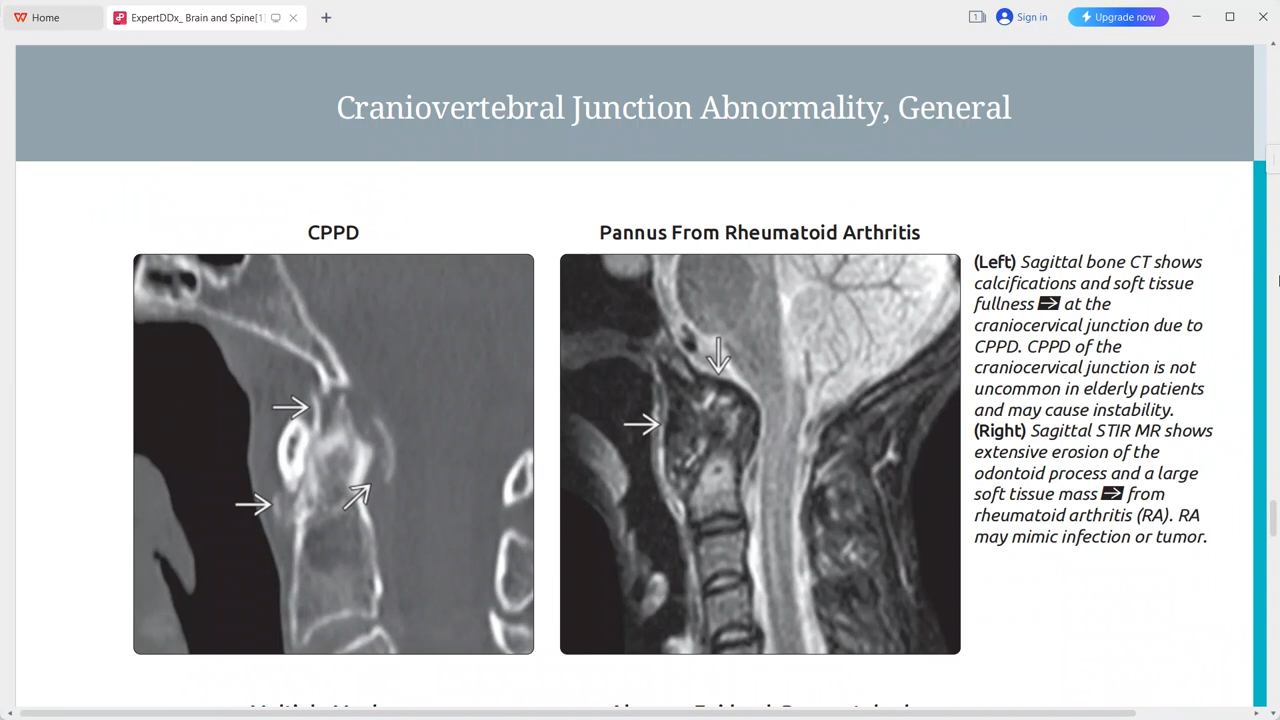 Home
ExpertDDx_ Brain and Spine[1]
1
Sign in
Upgrade now
Craniovertebral Junction Abnormality, General
CPPD
Pannus From Rheumatoid Arthritis
(Left) Sagittal bone CT shows
calcifications and soft tissue
fullness ➡ at the
craniocervical junction due to
CPPD. CPPD of the
craniocervical junction is not
uncommon in elderly patients
and may cause instability.
(Right) Sagittal STIR MR shows
extensive erosion of the
odontoid process and a large
soft tissue mass ➡ from
rheumatoid arthritis (RA). RA
may mimic infection or tumor.